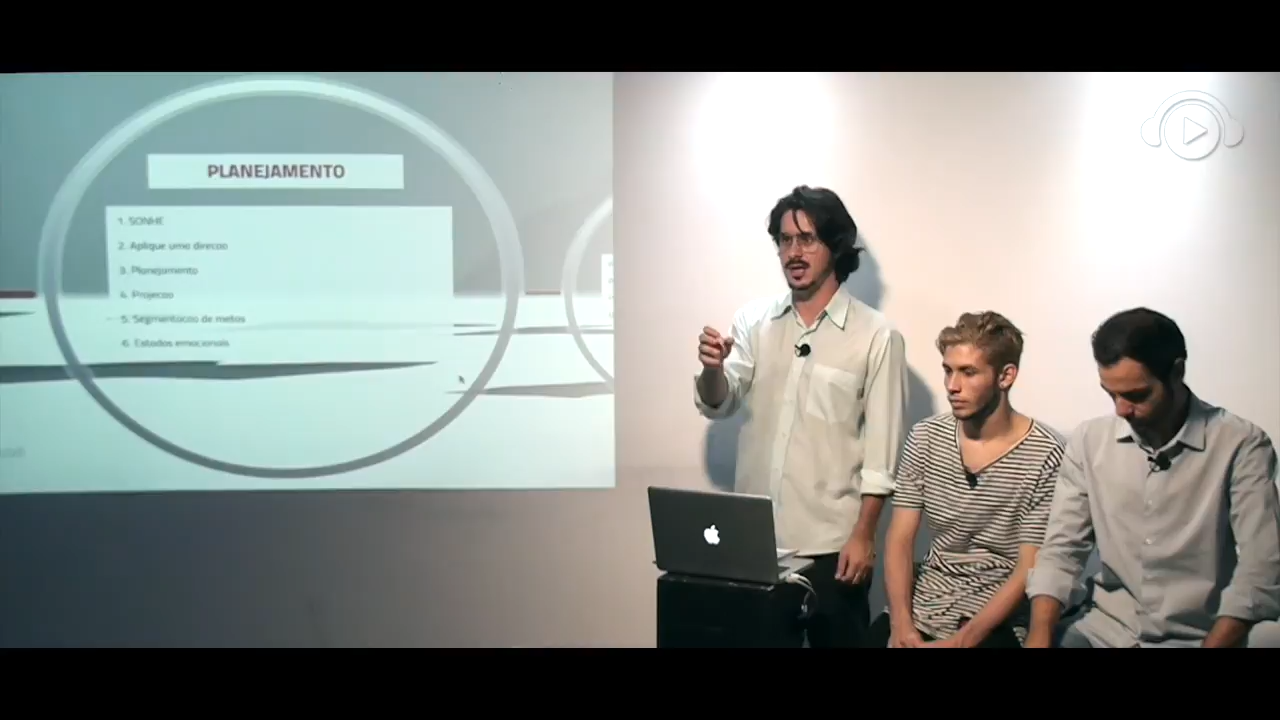 PLANEJAMENTO
1. SONHE
2. Aplique uma direcao
3. Planejamento
4. Projecao
5. Segmentacao de metas
6. Estados emocionais